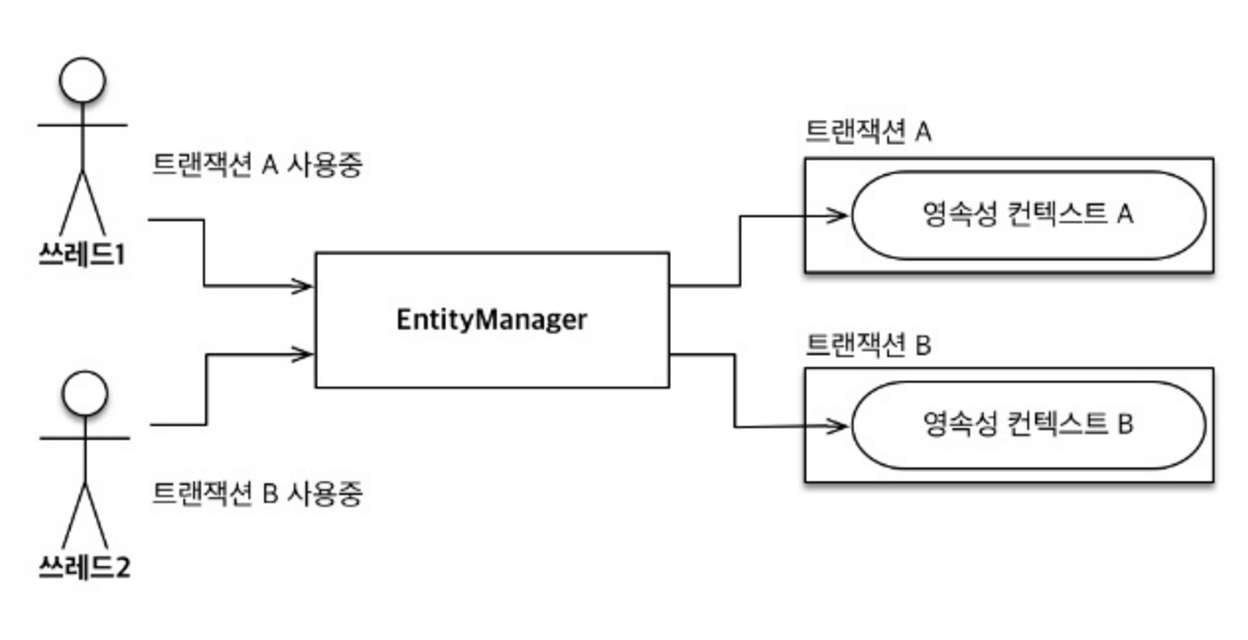 트랜잭션 A 사용중
쓰레드1
EntityManager
트랜잭션 A
영속성 컨텍스트 A
트랜잭션 B
영속성 컨텍스트 B
트랜잭션 B 사용중
쓰레드2